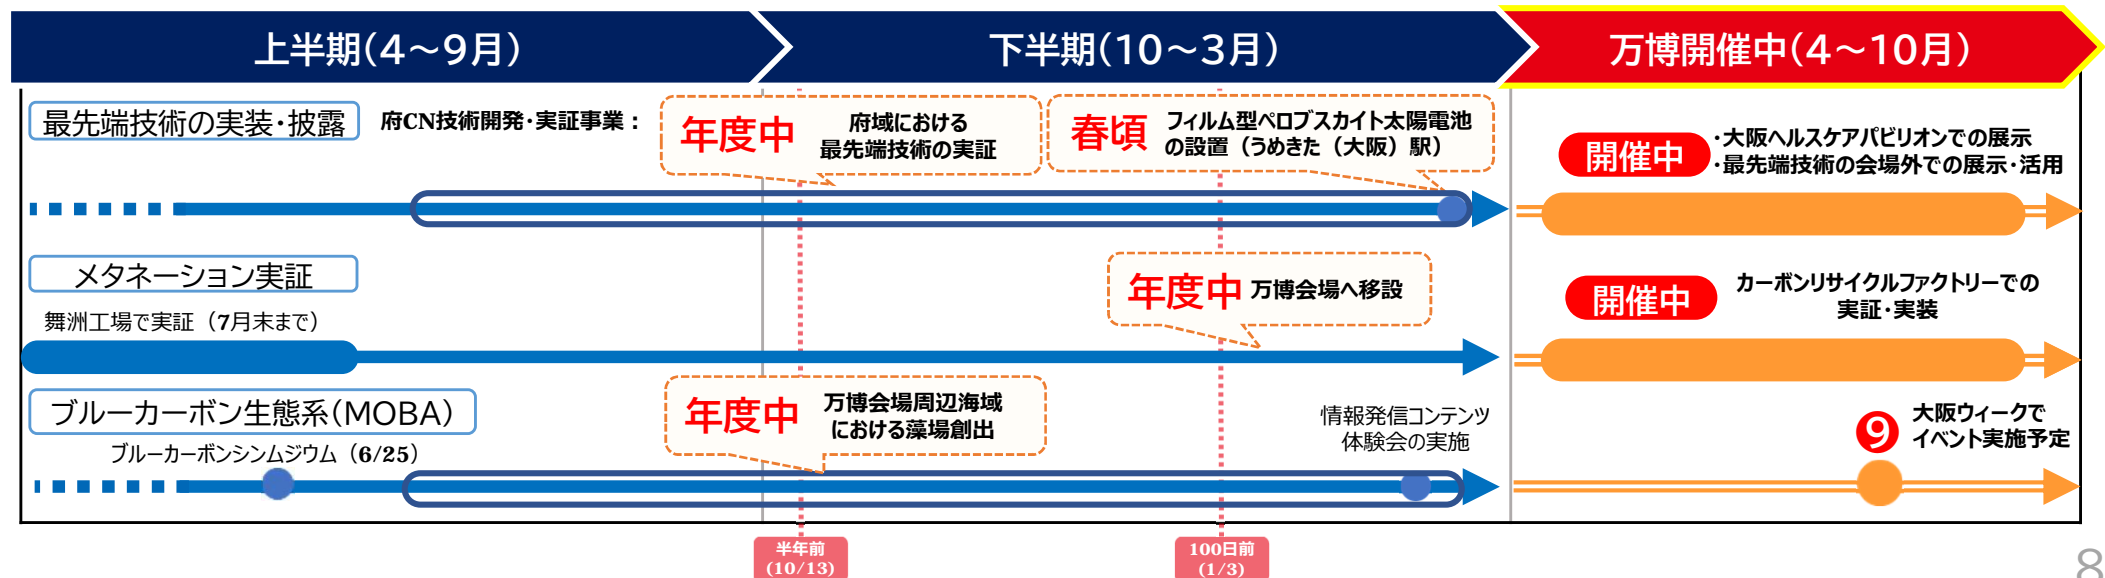 上半期(4～9月)
下半期(10～3月)
万博開催中(4～10月)
最先端技術の実装・披露
府CN技術開発・実証事業：
年度中
府域における
最先端技術の実証
春頃
フィルム型ペロブスカイト太陽電池
の設置（うめきた（大阪）駅）
開催中
・大阪ヘルスケアパビリオンでの展示
・最先端技術の会場外での展示・活用
メタネーション実証
舞洲工場で実証（7月末まで）
年度中
万博会場へ移設
開催中
カーボンリサイクルファクトリーでの
実証・実装
ブルーカーボン生態系(MOBA)
ブルーカーボンシンムジウム（6/25）
年度中
万博会場周辺海域
における藻場創出
情報発信コンテンツ
体験会の実施
9
大阪ウィークで
イベント実施予定
半年前
(10/13)
100日前
(1/3)
8